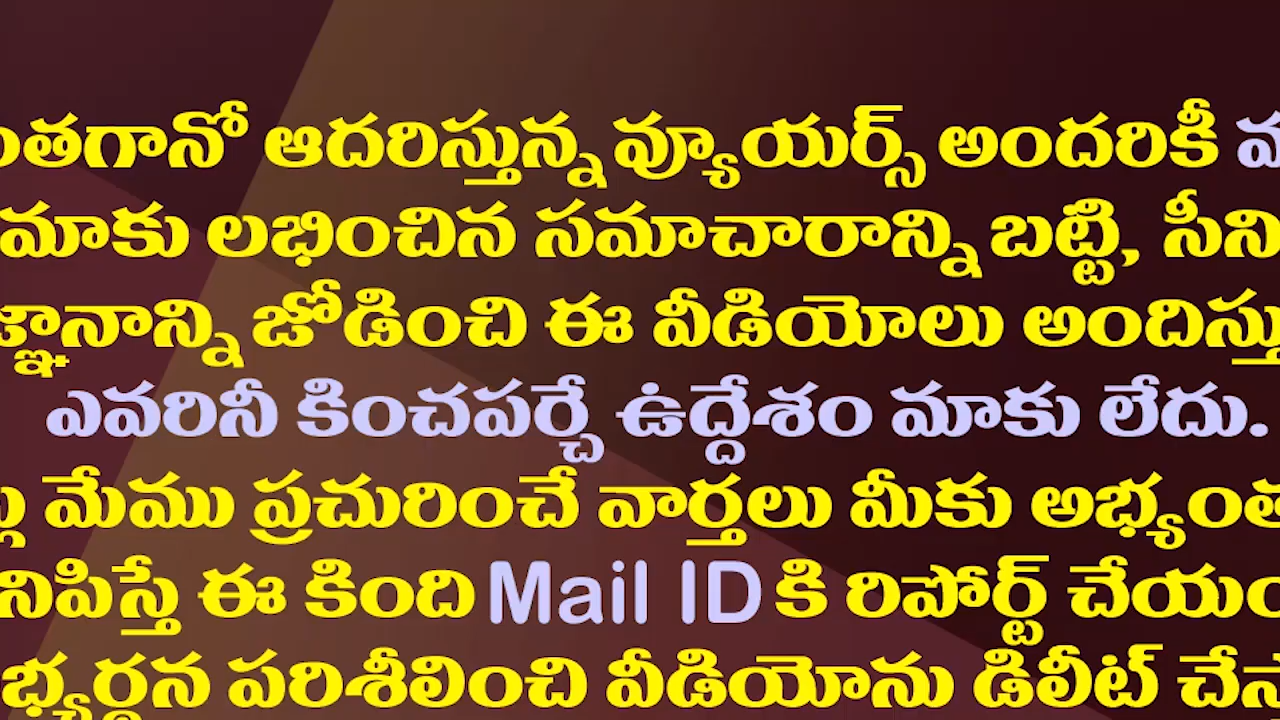 ఆదరిస్తున్న వ్యూయర్స్ అందరికీ
మాకు లభించిన సమాచారాన్ని బట్టి,
జోడించి ఈ వీడియోలు
ఎవరినీ కించపర్చే ఉద్దేశం మాకు లేదు.
మేము ప్రచురించే వార్తలు మీకు
ఈ కింది Mail ID కి రిపోర్ట్
పరిశీలించి వీడియోను డిలీట్